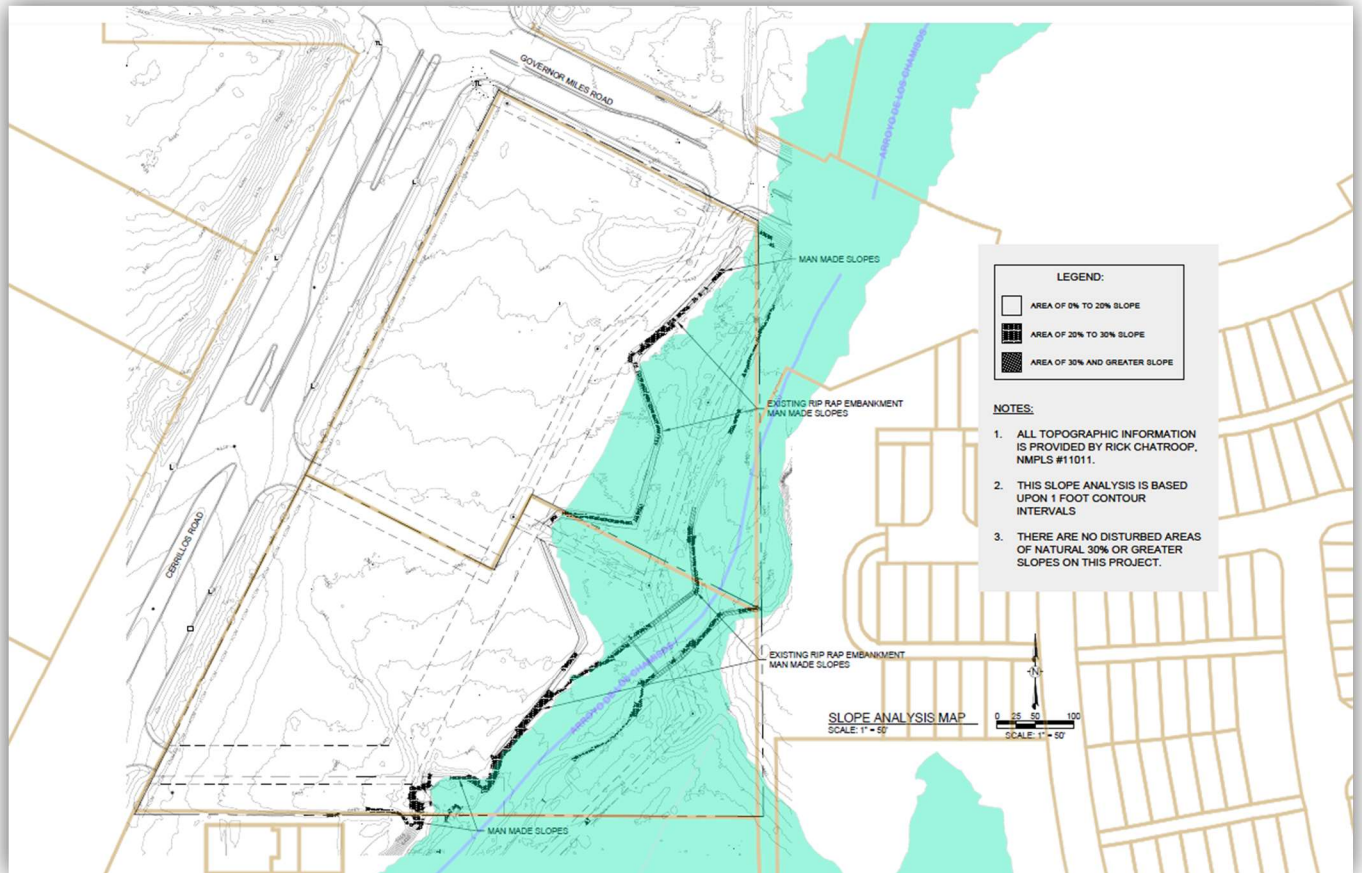 GOVERNOR MILES ROAD
ARROYO DE LOS CHAMISOS
TL
TL
L
L
L
L
L
CERRILLOS ROAD
MAN MADE SLOPES
EXISTING RIP RAP EMBANKMENT
MAN MADE SLOPES
EXISTING RIP RAP EMBANKMENT
MAN MADE SLOPES
ARROYO DE LOS CHAMISOS
MAN MADE SLOPES
LEGEND:
AREA OF 0% TO 20% SLOPE
AREA OF 20% TO 30% SLOPE
AREA OF 30% AND GREATER SLOPE
NOTES:
1. ALL TOPOGRAPHIC INFORMATION
IS PROVIDED BY RICK CHATROOP,
NMPLS #11011.
2. THIS SLOPE ANALYSIS IS BASED
UPON 1 FOOT CONTOUR
INTERVALS
3. THERE ARE NO DISTURBED AREAS
OF NATURAL 30% OR GREATER
SLOPES ON THIS PROJECT.
N
SLOPE ANALYSIS MAP
SCALE: 1" = 50'
0 25 50 100
SCALE: 1" = 50'